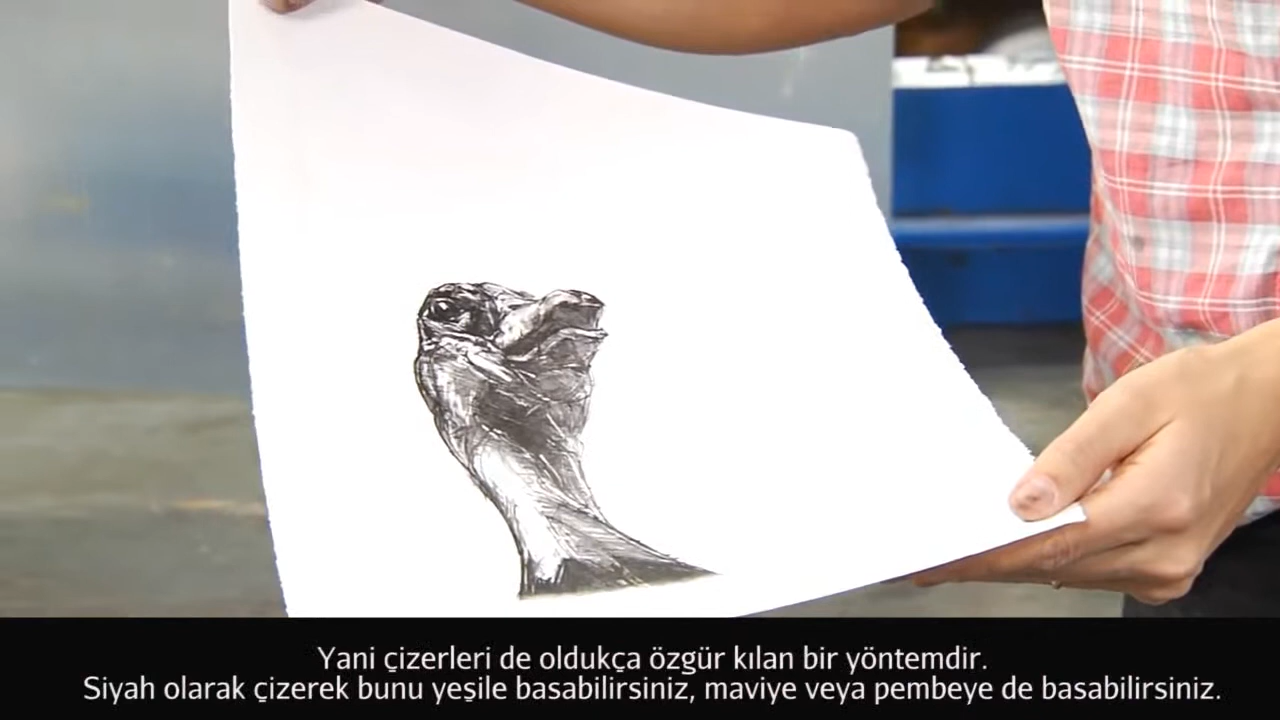 Yani çizerleri de oldukça özgür kılan bir yöntemdir.
Siyah olarak çizerek bunu yeşile basabilirsiniz, maviye veya pembeye de basabilirsiniz.